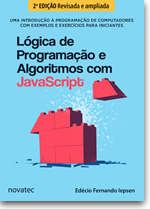 2ª EDIÇÃO Revisada e ampliada
UMA INTRODUÇÃO À PROGRAMAÇÃO DE COMPUTADORES
COM EXEMPLOS E EXERCÍCIOS PARA INICIANTES
Lógica de
Programação e
Algoritmos com
JavaScript
novatec
Edécio Fernando Iepsen